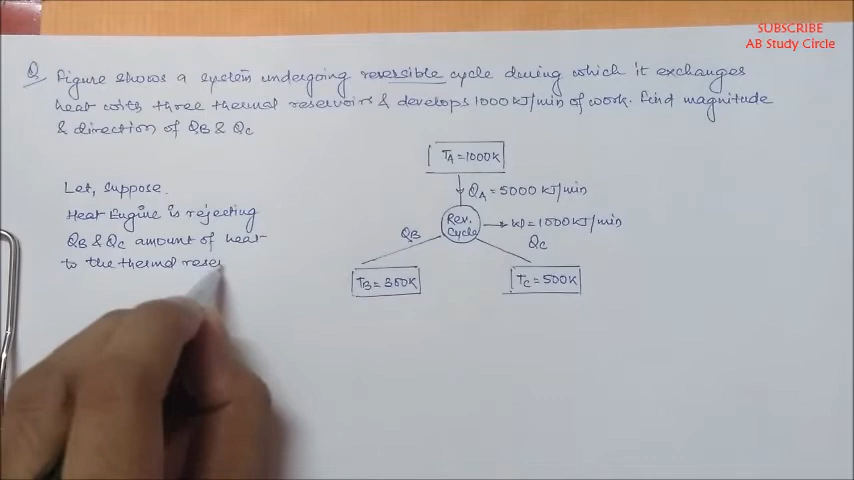 SUBSCRIBE
AB Study Circle
Q Figure shows a system undergoing reversible cycle during which it exchanges
heat with three thermal reservoirs & develops 1000 KJ/min of work. Find magnitude
& direction of QB & QC
TA = 1000K
QA = 5000 KJ/min
Rev.
Cycle
W = 1000 KJ/min
QB
QC
TB = 300K
TC = 500K
Let, suppose.
Heat Engine is rejecting
QB & QC amount of heat
to the thermal rese